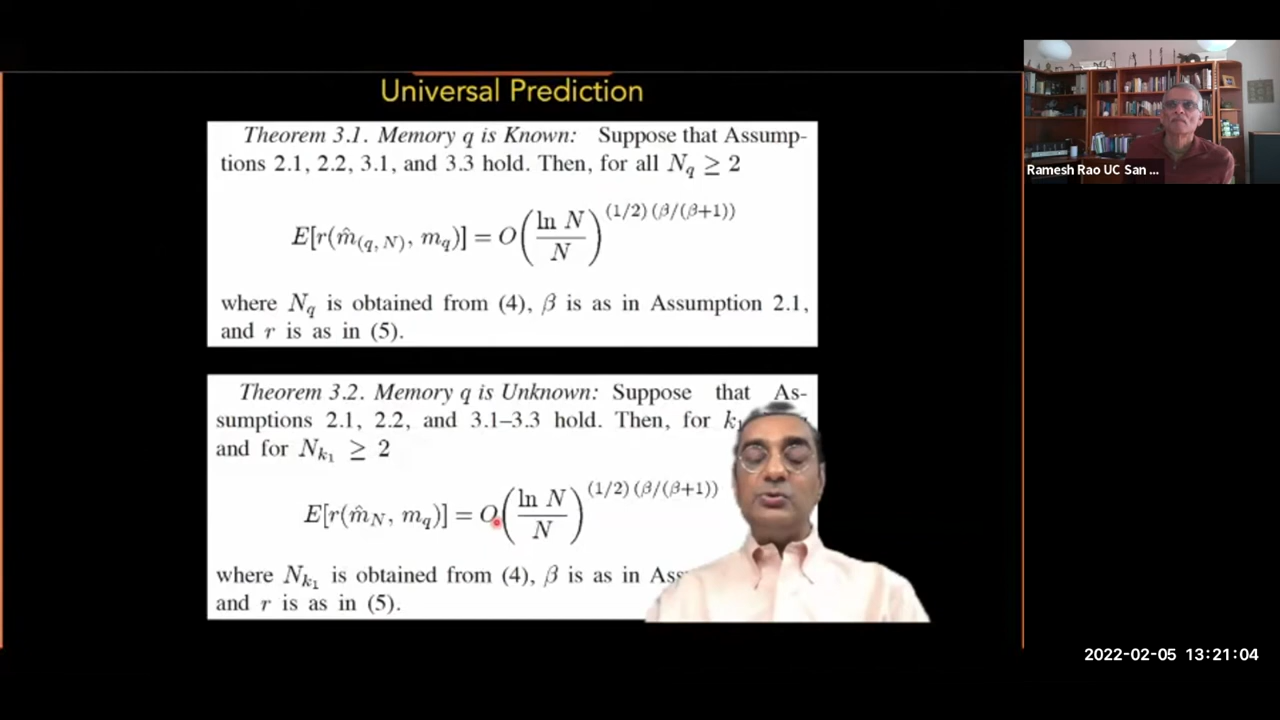 Universal Prediction
Theorem 3.1. Memory q is Known: Suppose that Assump-
tions 2.1, 2.2, 3.1, and 3.3 hold. Then, for all N_q ≥ 2
E[r(m̂_(q, N), m_q)] = O(ln N / N)^(1/2)(β/(β+1))
where N_q is obtained from (4), β is as in Assumption 2.1,
and r is as in (5).
Theorem 3.2. Memory q is Unknown: Suppose that As-
sumptions 2.1, 2.2, and 3.1–3.3 hold. Then, for
and for N_k₁ ≥ 2
E[r(m̂_N, m_q)] = O(ln N / N)^(1/2)(β/(β+1))
where N_k₁ is obtained from (4), β is as in
and r is as in (5).
Ramesh Rao UC San ...
2022-02-05 13:21:04